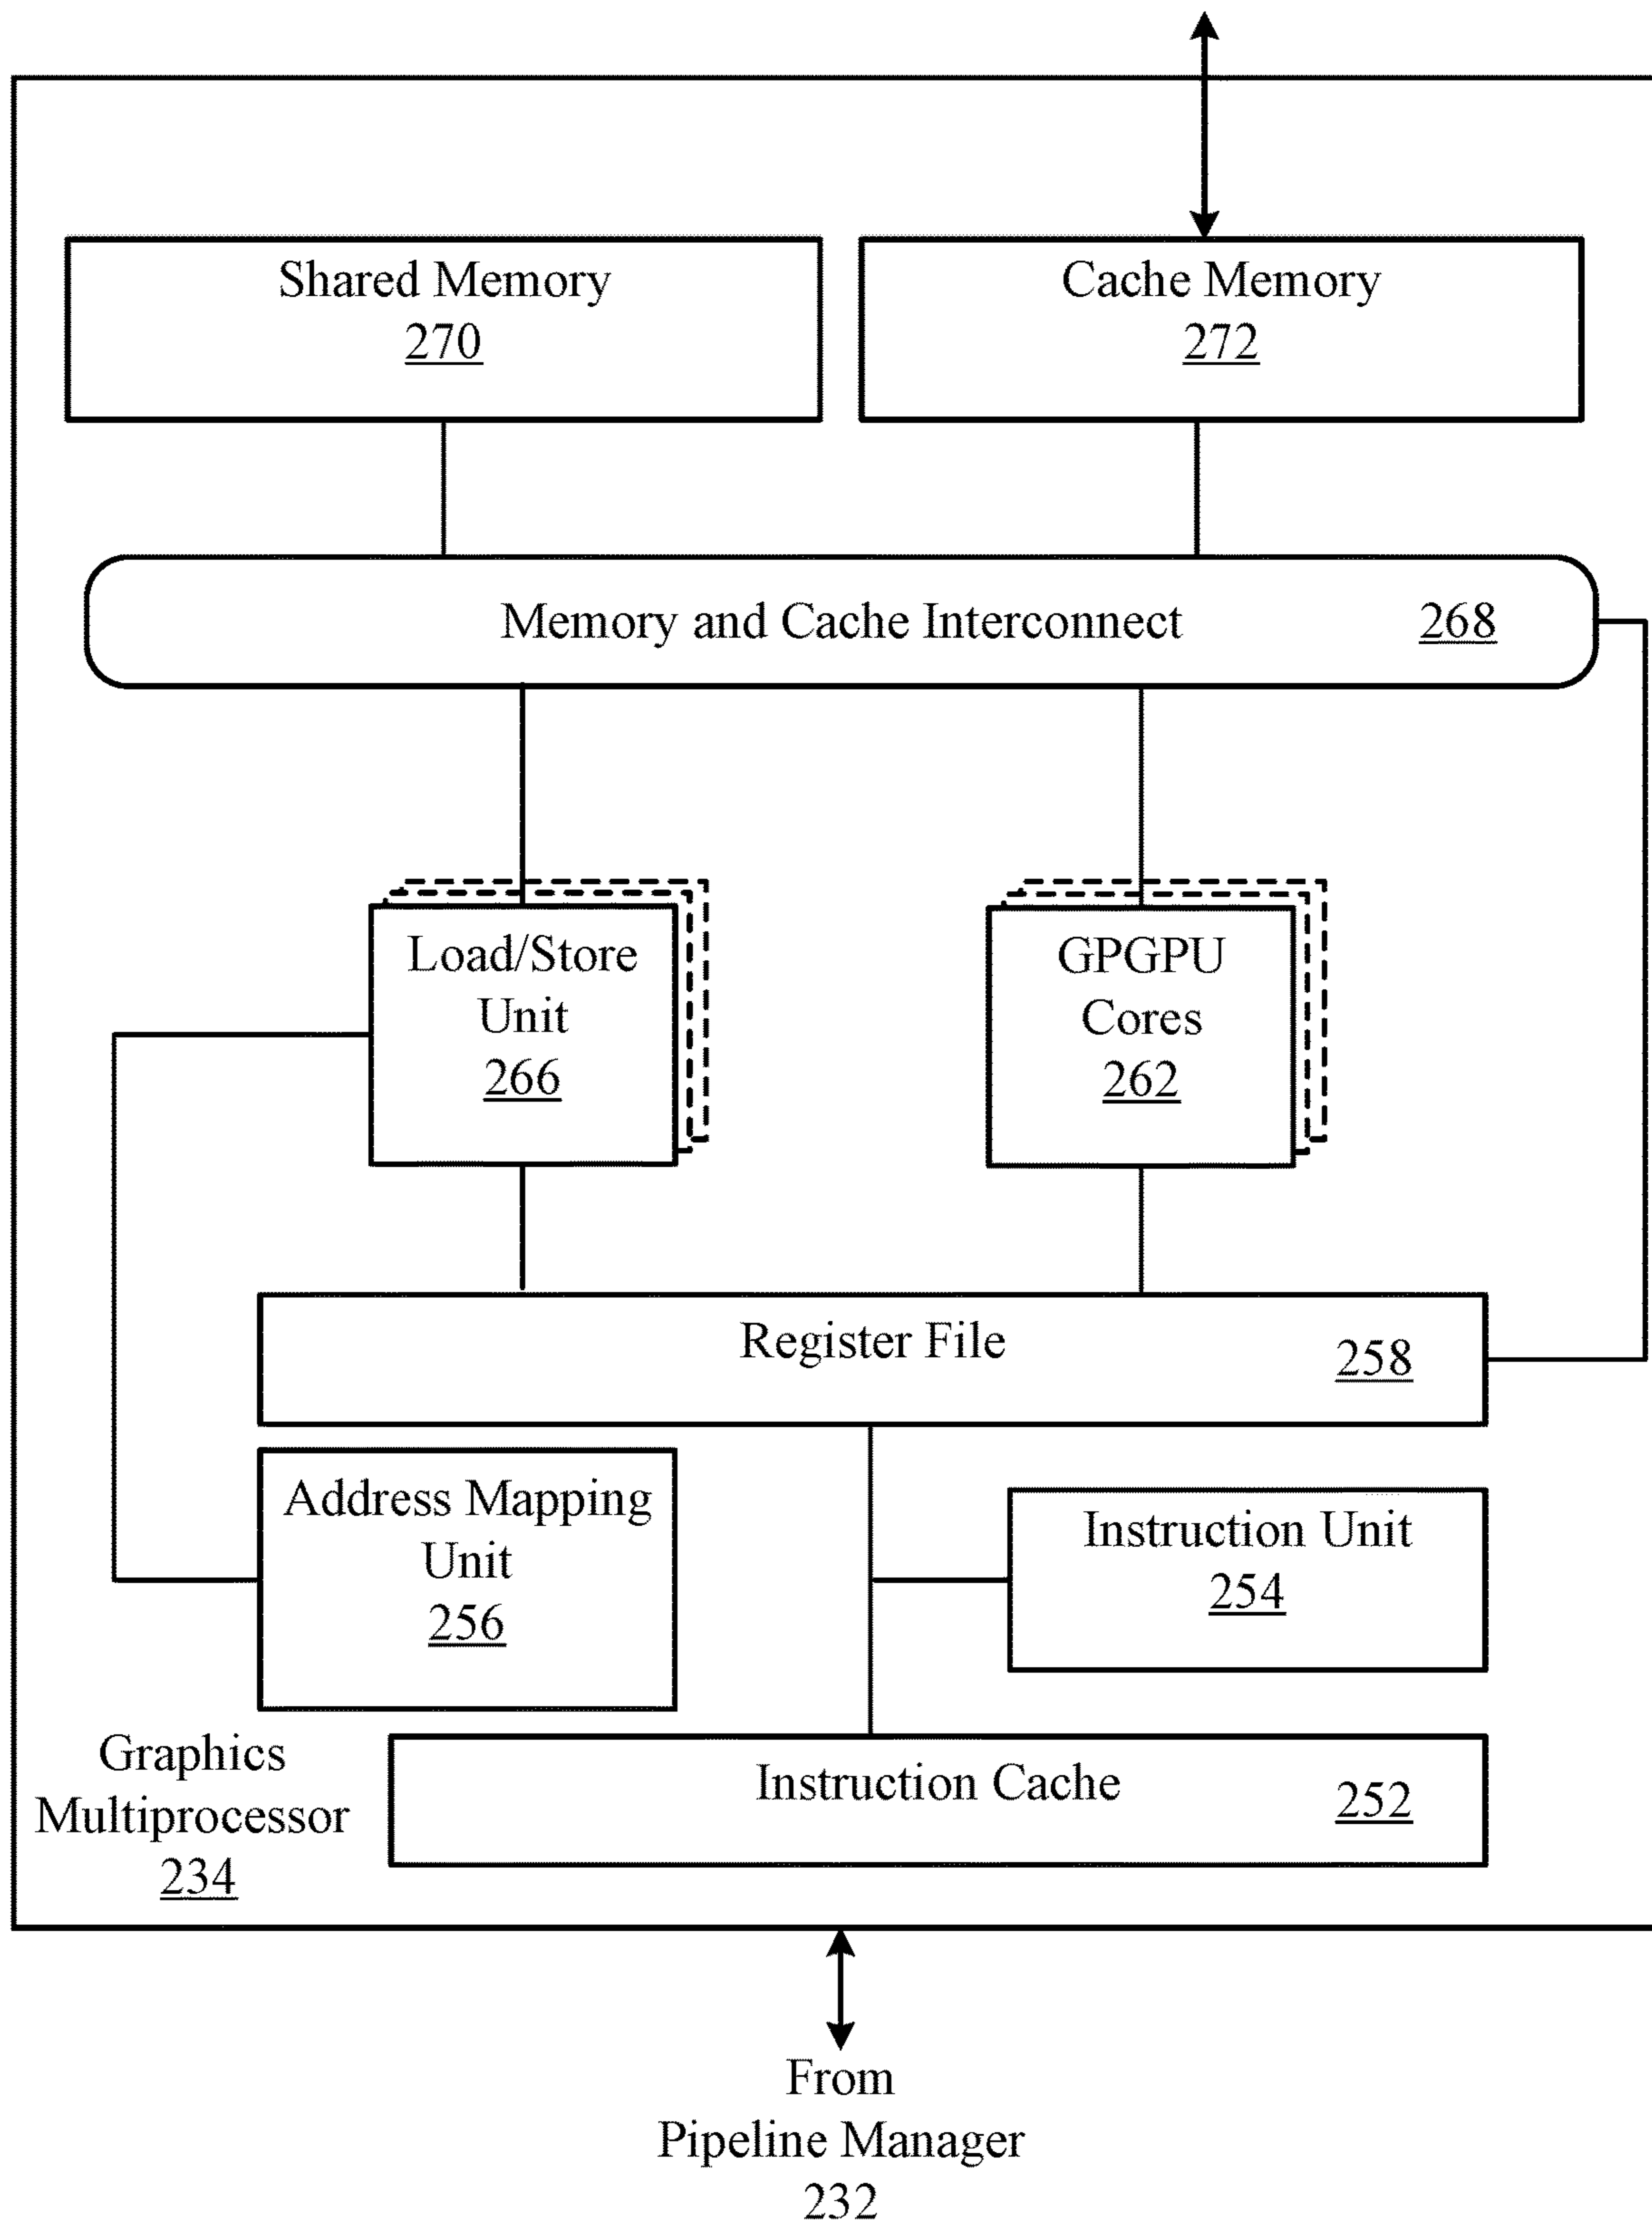 Shared Memory
270
Cache Memory
272
Memory and Cache Interconnect 268
Load/Store
Unit
266
GPGPU
Cores
262
Register File 258
Address Mapping
Unit
256
Instruction Unit
254
Graphics
Multiprocessor
234
Instruction Cache 252
From
Pipeline Manager
232